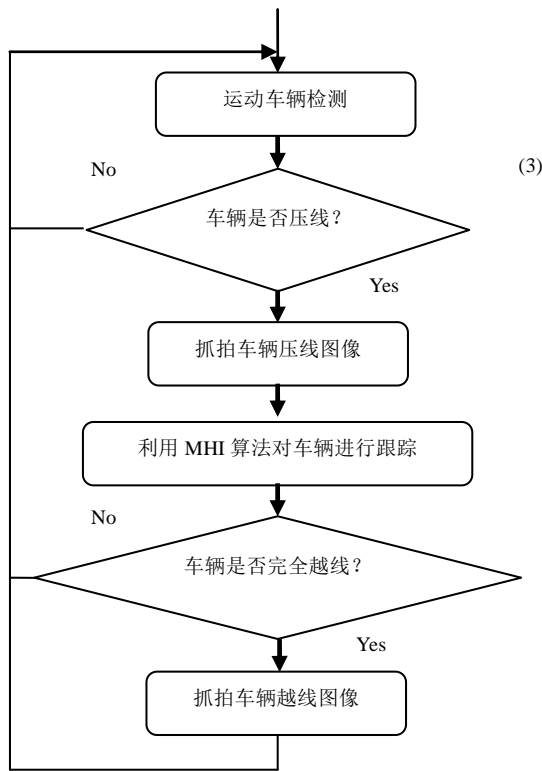 运动车辆检测
No
(3)
车辆是否压线？
Yes
抓拍车辆压线图像
利用 MHI 算法对车辆进行跟踪
No
车辆是否完全越线？
Yes
抓拍车辆越线图像